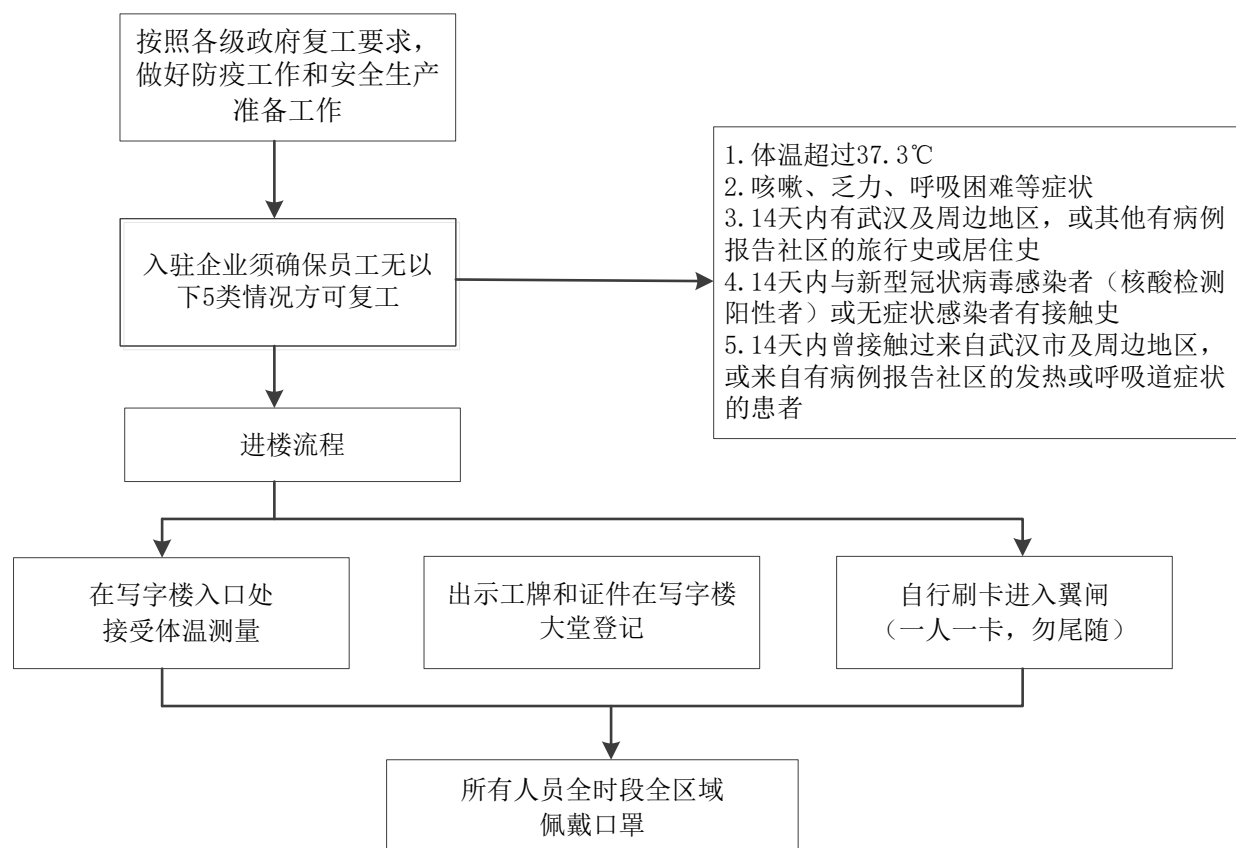 按照各级政府复工要求，
做好防疫工作和安全生产
准备工作
入驻企业须确保员工无以
下5类情况方可复工
1.体温超过37.3℃
2.咳嗽、乏力、呼吸困难等症状
3.14天内有武汉及周边地区，或其他有病例
报告社区的旅行史或居住史
4.14天内与新型冠状病毒感染者（核酸检测
阳性者）或无症状感染者有接触史
5.14天内曾接触过来自武汉市及周边地区，
或来自有病例报告社区的发热或呼吸道症状
的患者
进楼流程
在写字楼入口处
接受体温测量
出示工牌和证件在写字楼
大堂登记
自行刷卡进入翼闸
（一人一卡，勿尾随）
所有人员全时段全区域
佩戴口罩